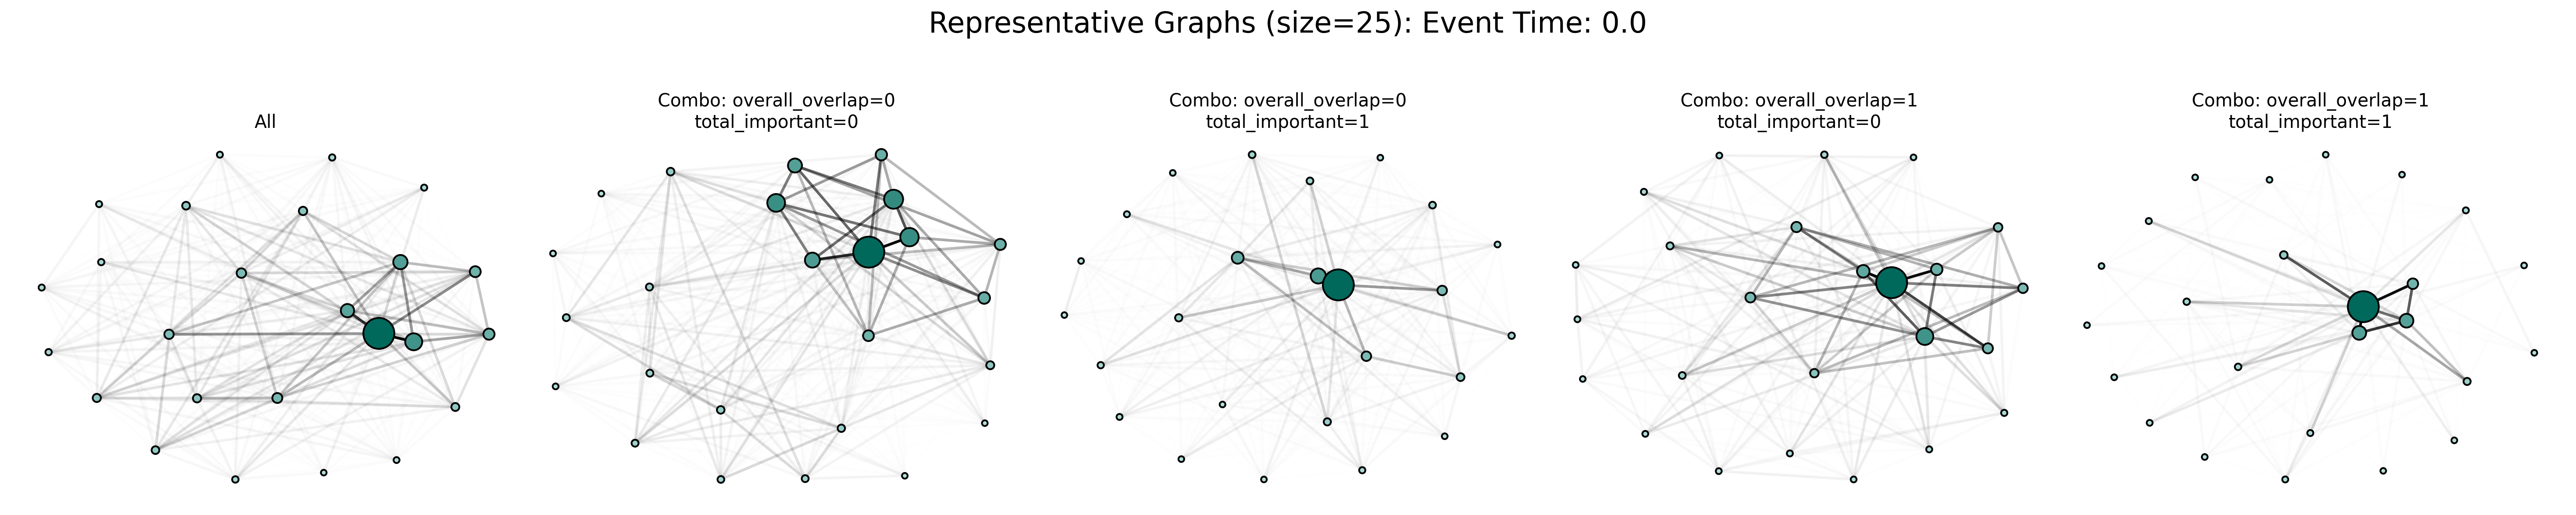 Representative Graphs (size=25): Event Time: 0.0
All
Combo: overall_overlap=0
total_important=0
Combo: overall_overlap=0
total_important=1
Combo: overall_overlap=1
total_important=0
Combo: overall_overlap=1
total_important=1